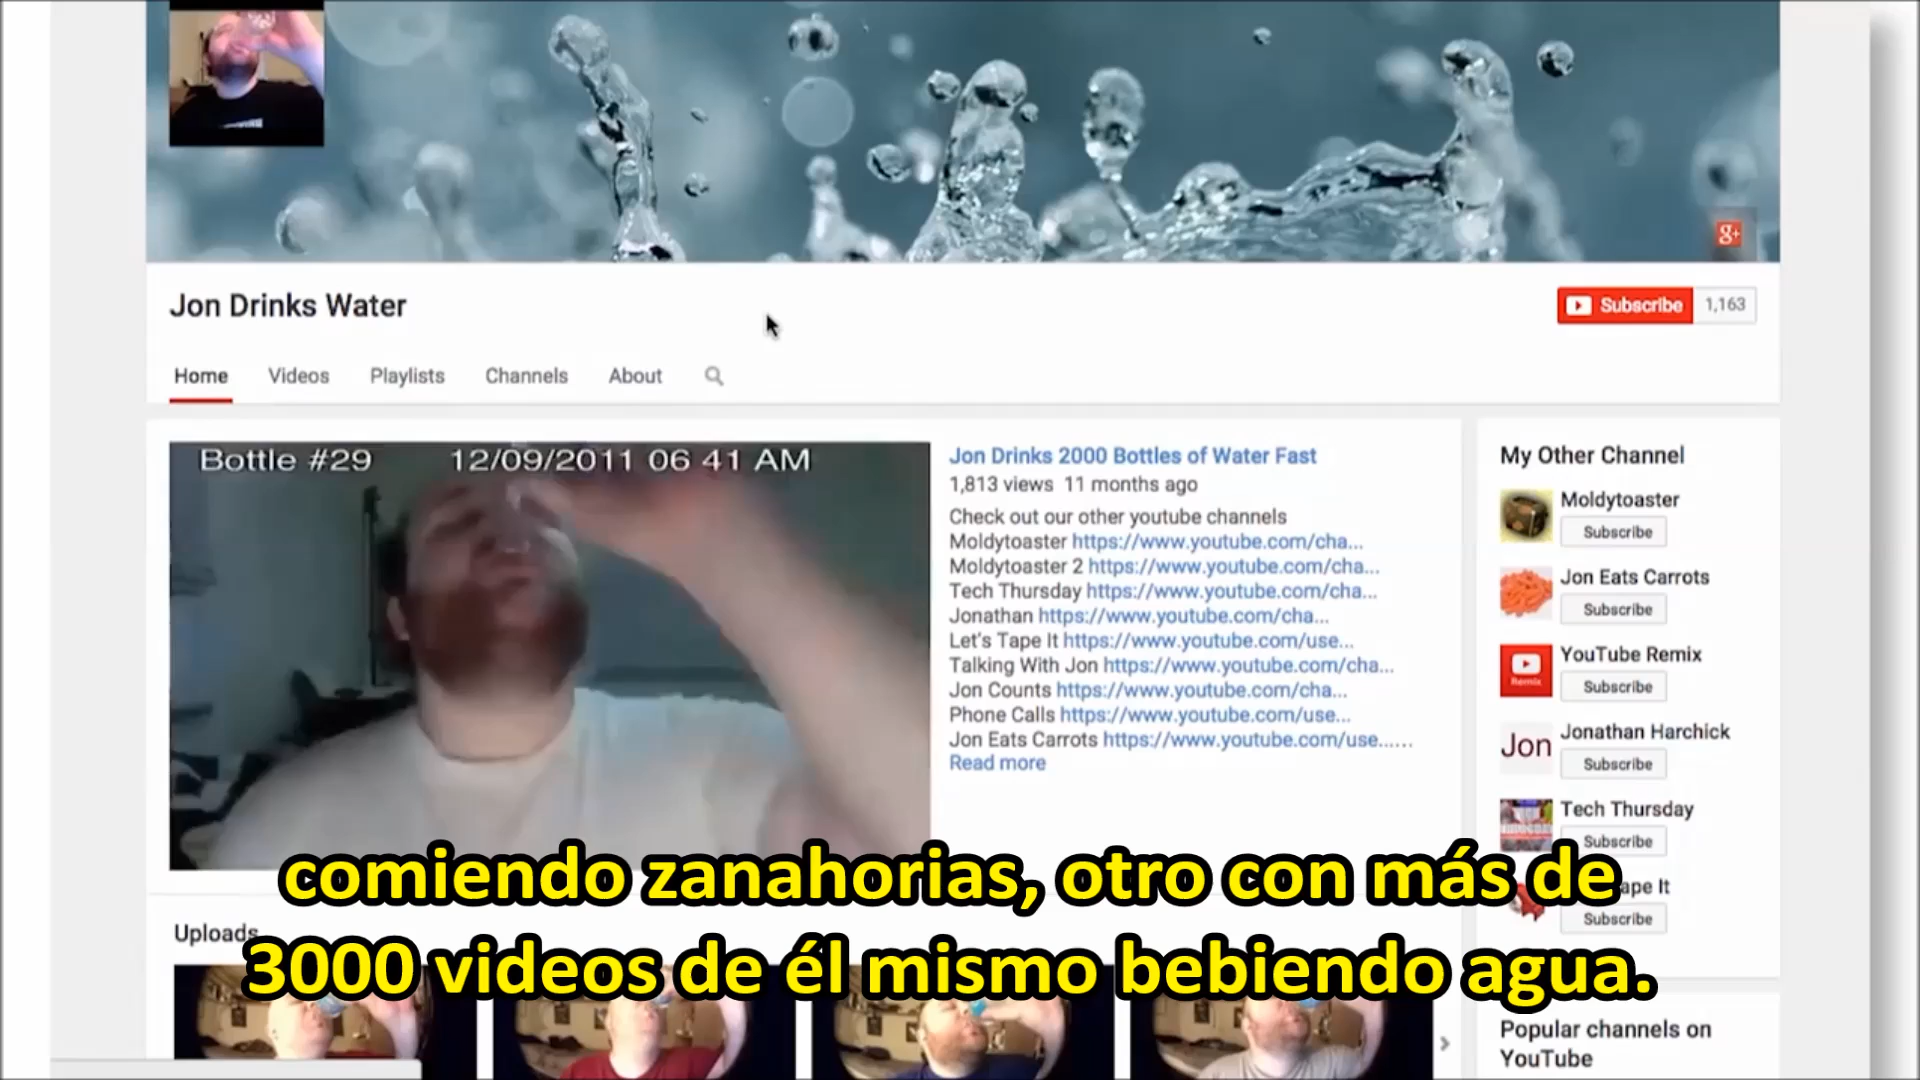 g+
Jon Drinks Water
Subscribe 1,163
Home Videos Playlists Channels About
Bottle #29 12/09/2011 06 41 AM
Jon Drinks 2000 Bottles of Water Fast
1,813 views 11 months ago
Check out our other youtube channels
Moldytoaster https://www.youtube.com/cha...
Moldytoaster 2 https://www.youtube.com/cha...
Tech Thursday https://www.youtube.com/cha...
Jonathan https://www.youtube.com/cha...
Let's Tape It https://www.youtube.com/use...
Talking With Jon https://www.youtube.com/cha...
Jon Counts https://www.youtube.com/cha...
Phone Calls https://www.youtube.com/use...
Jon Eats Carrots https://www.youtube.com/use......
Read more
My Other Channel
Moldytoaster
Subscribe
Jon Eats Carrots
Subscribe
Remix
YouTube Remix
Subscribe
Jon
Jonathan Harchick
Subscribe
Tech Thursday
Subscribe
ape It
Subscribe
Uploads
comiendo zanahorias, otro con más de
3000 videos de él mismo bebiendo agua.
Popular channels on
YouTube